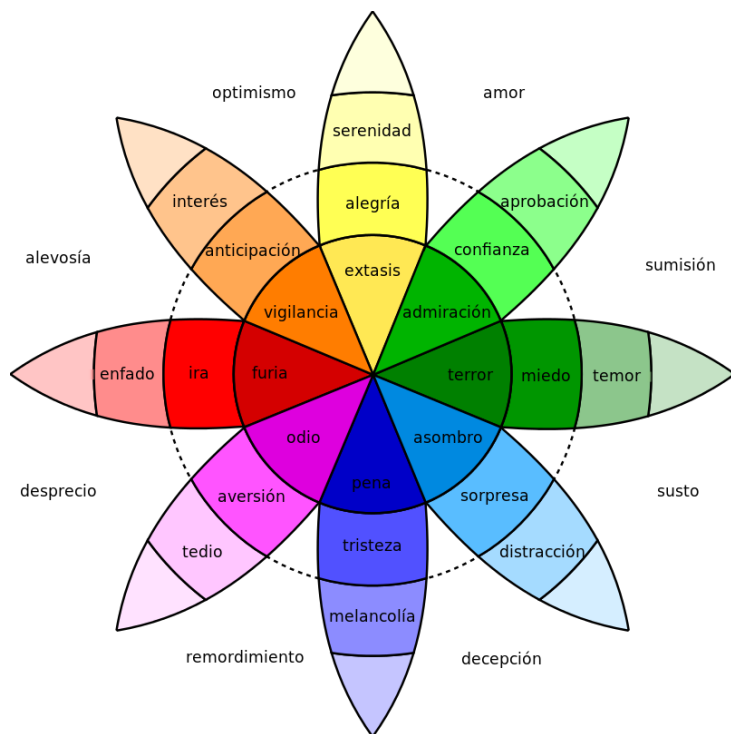 optimismo
amor
serenidad
interés
aprobación
alegría
anticipación
confianza
alevosía
sumisión
extasis
vigilancia
admiración
enfado
ira
furia
terror
miedo
temor
odio
asombro
desprecio
aversión
pena
sorpresa
susto
tedio
tristeza
distracción
melancolía
remordimiento
decepción